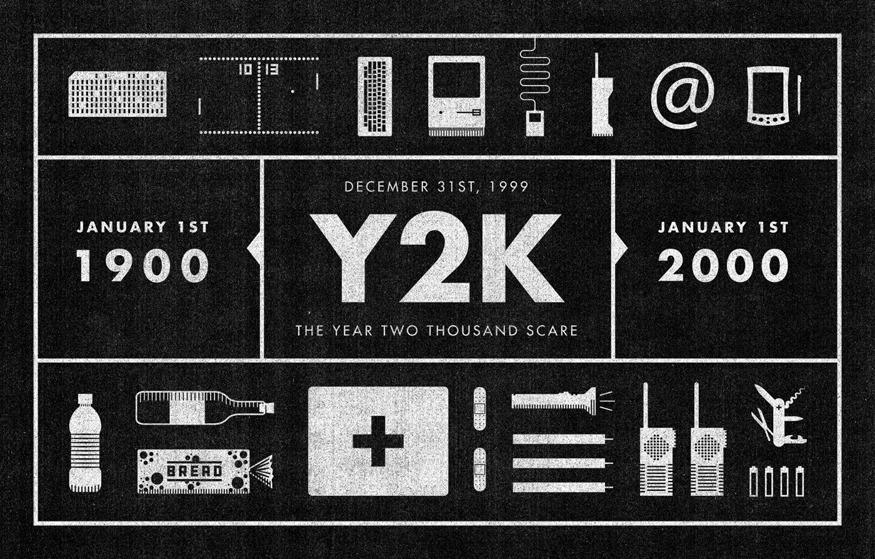 10 13
@
DECEMBER 31ST, 1999
JANUARY 1ST
1900
Y2K
JANUARY 1ST
2000
THE YEAR TWO THOUSAND SCARE
BREAD